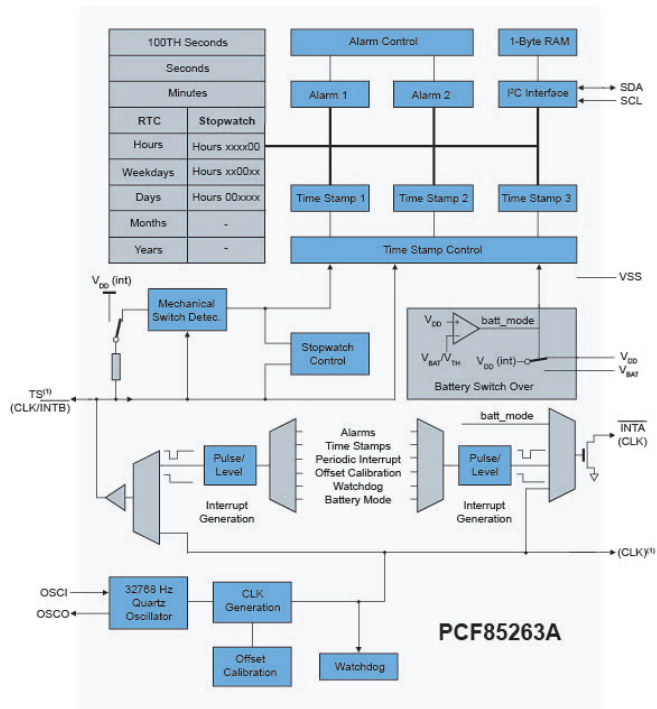 100TH Seconds
Seconds
Minutes
RTC Stopwatch
Hours Hours xxxx00
Weekdays Hours xx00xx
Days Hours 00xxxx
Months -
Years -
Alarm Control
1-Byte RAM
Alarm 1
Alarm 2
I²C Interface
SDA
SCL
Time Stamp 1
Time Stamp 2
Time Stamp 3
Time Stamp Control
VSS
VDD (int)
Mechanical
Switch Detec.
Stopwatch
Control
VDD
batt_mode
VBAT/VTH
VDD (int)
Battery Switch Over
VDD
VBAT
TS(1)
(CLK/INTB)
batt_mode
INTA
(CLK)
Pulse/
Level
Interrupt
Generation
Alarms
Time Stamps
Periodic Interrupt
Offset Calibration
Watchdog
Battery Mode
Pulse/
Level
Interrupt
Generation
(CLK)(1)
OSCI
OSCO
32768 Hz
Quartz
Oscillator
CLK
Generation
Offset
Calibration
Watchdog
PCF85263A